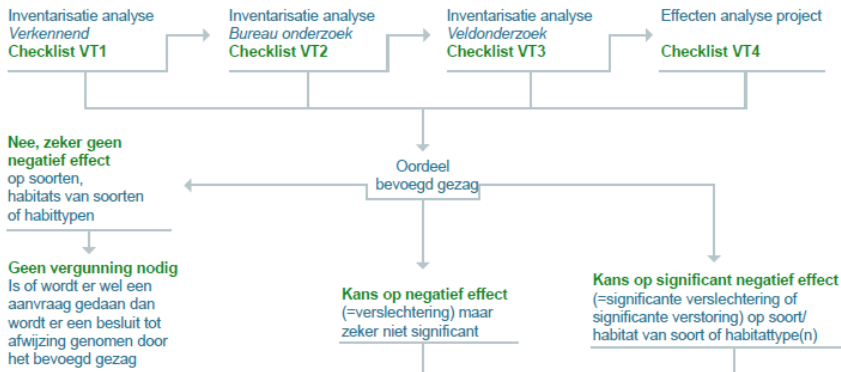 Inventarisatie analyse
Verkennend
Checklist VT1
Inventarisatie analyse
Bureau onderzoek
Checklist VT2
Inventarisatie analyse
Veldonderzoek
Checklist VT3
Effecten analyse project
Checklist VT4
Oordeel
bevoegd gezag
Nee, zeker geen
negatief effect
op soorten,
habitats van soorten
of habittypen
Geen vergunning nodig
Is of wordt er wel een
aanvraag gedaan dan
wordt er een besluit tot
afwijzing genomen door
het bevoegd gezag
Kans op negatief effect
(=verslechtering) maar
zeker niet significant
Kans op significant negatief effect
(=significante verslechtering of
significante verstoring) op soort/
habitat van soort of habitattype(n)